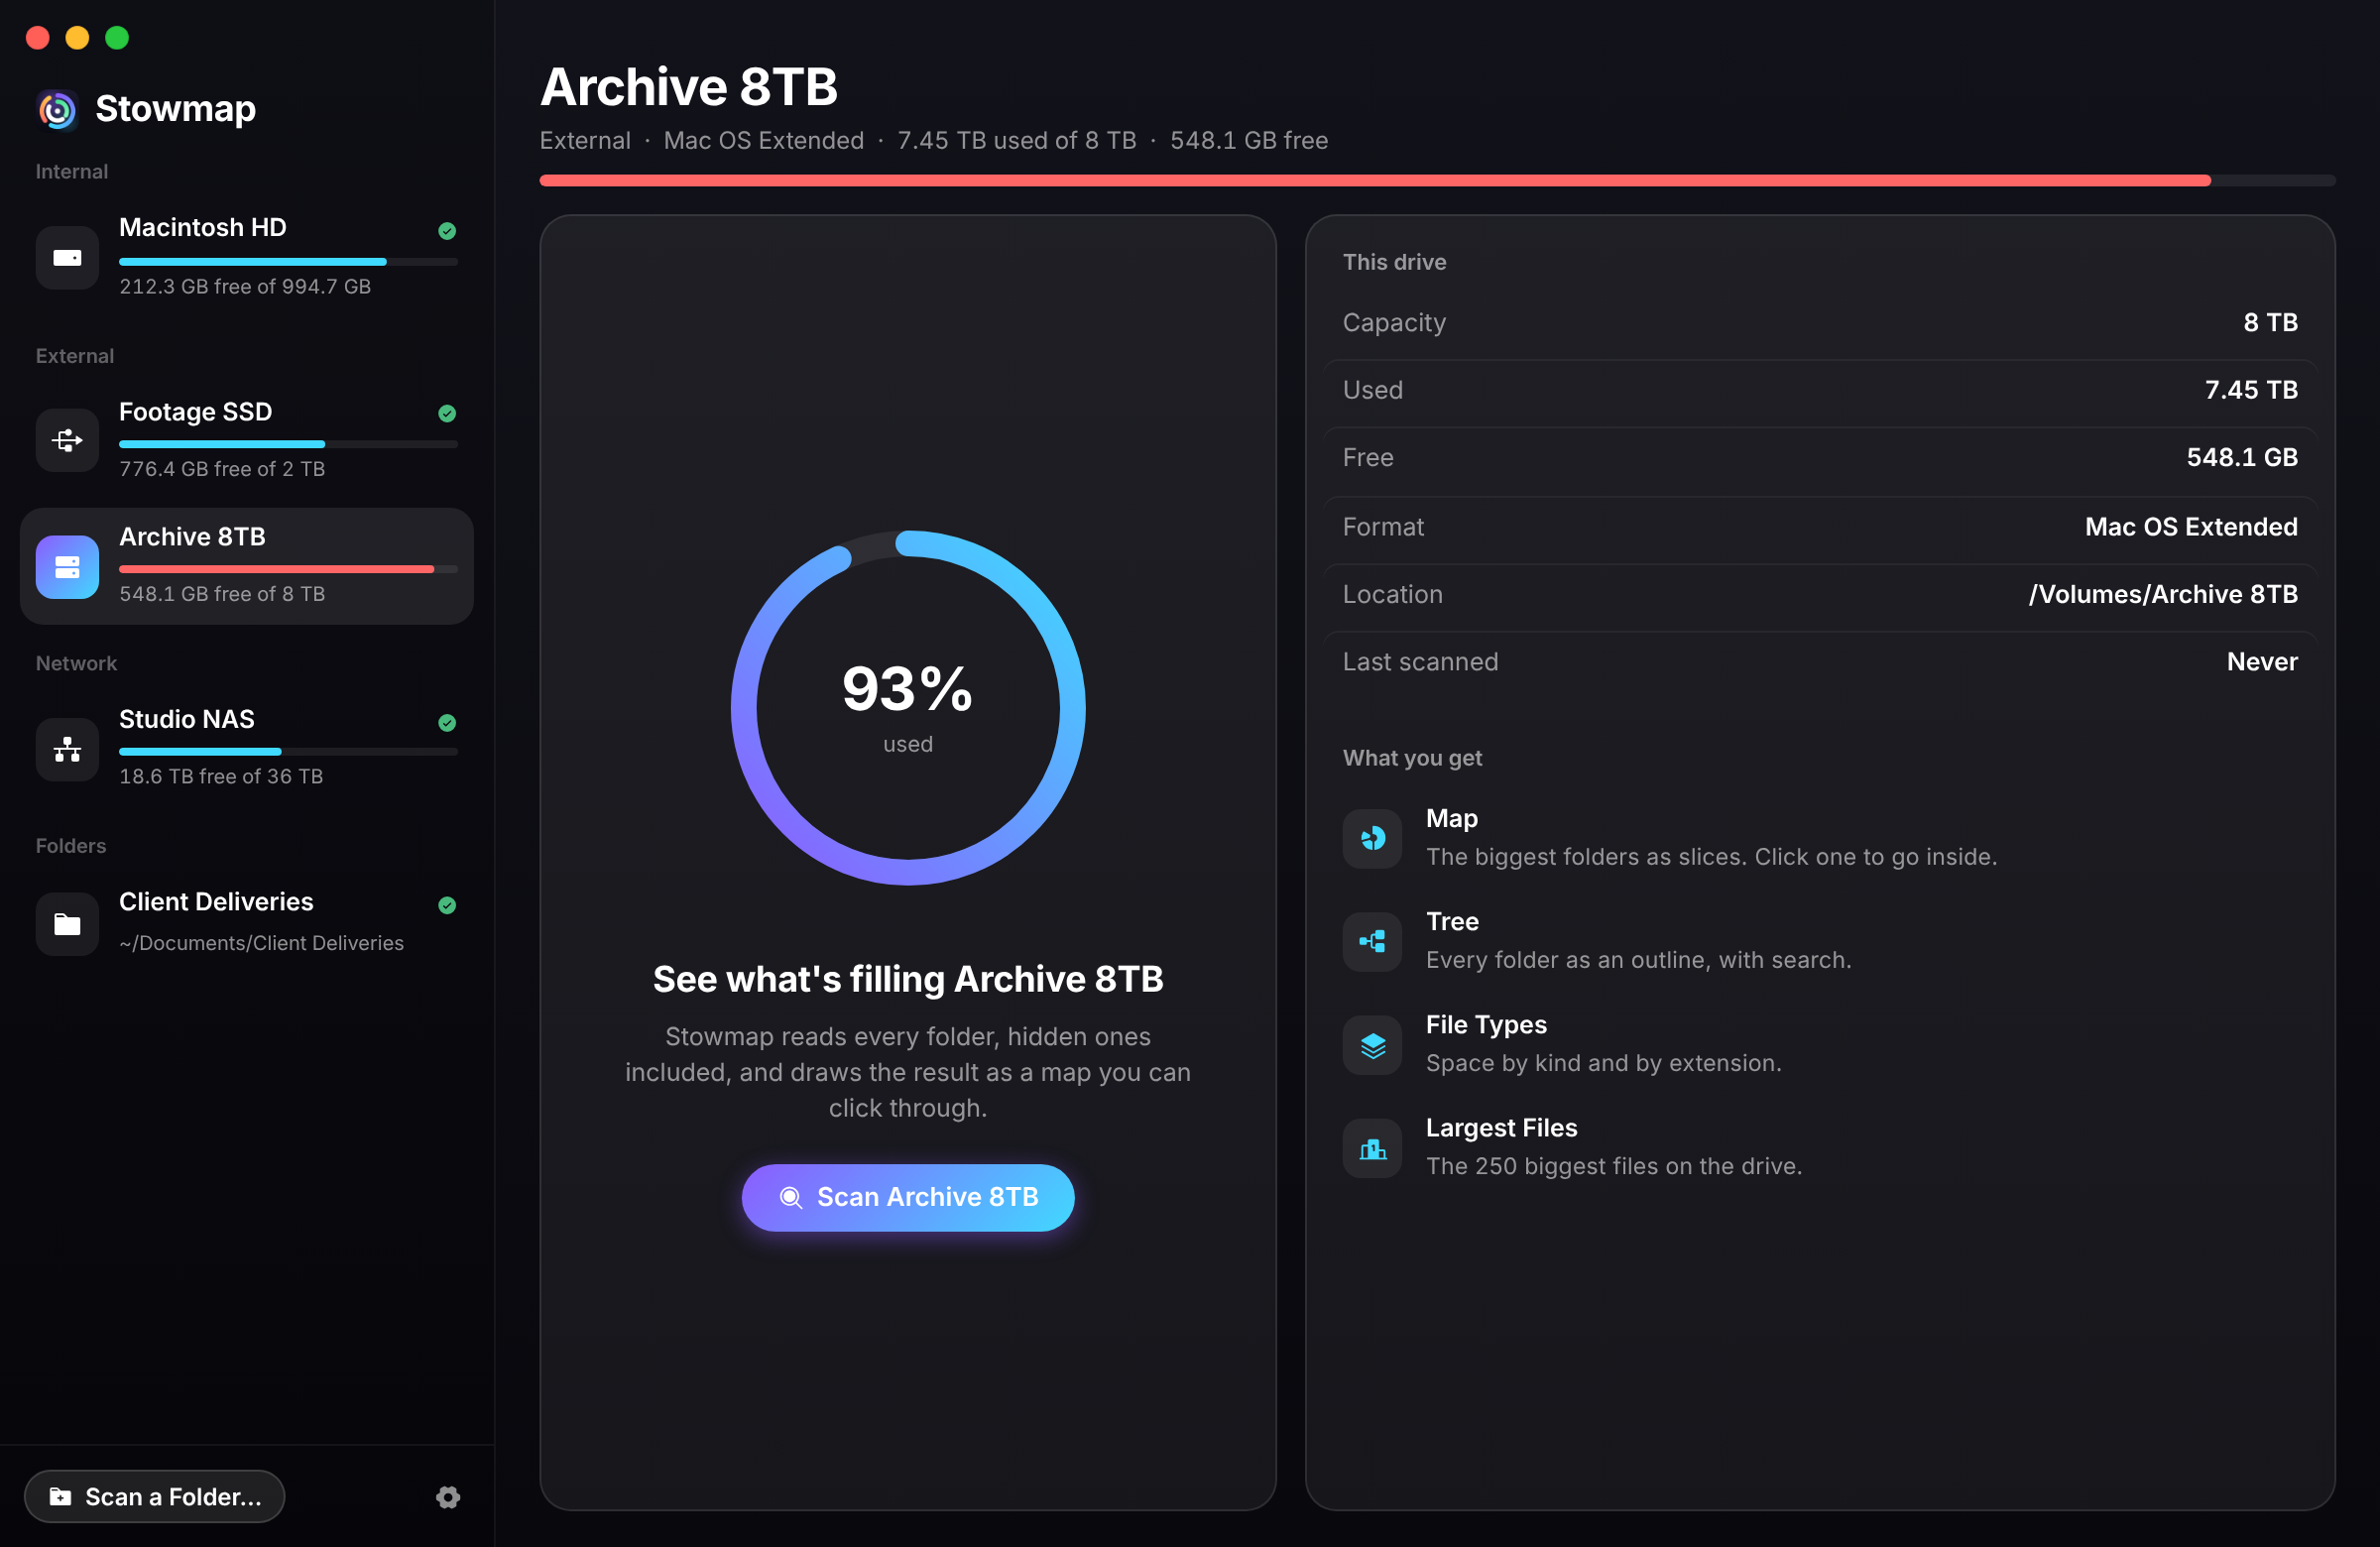 Stowmap
Internal
Macintosh HD
212.3 GB free of 994.7 GB
External
Footage SSD
776.4 GB free of 2 TB
Archive 8TB
548.1 GB free of 8 TB
Network
Studio NAS
18.6 TB free of 36 TB
Folders
Client Deliveries
~/Documents/Client Deliveries
Scan a Folder...
Archive 8TB
External · Mac OS Extended · 7.45 TB used of 8 TB · 548.1 GB free
93%
used
See what's filling Archive 8TB
Stowmap reads every folder, hidden ones
included, and draws the result as a map you can
click through.
Scan Archive 8TB
This drive
Capacity 8 TB
Used 7.45 TB
Free 548.1 GB
Format Mac OS Extended
Location /Volumes/Archive 8TB
Last scanned Never
What you get
Map
The biggest folders as slices. Click one to go inside.
Tree
Every folder as an outline, with search.
File Types
Space by kind and by extension.
Largest Files
The 250 biggest files on the drive.